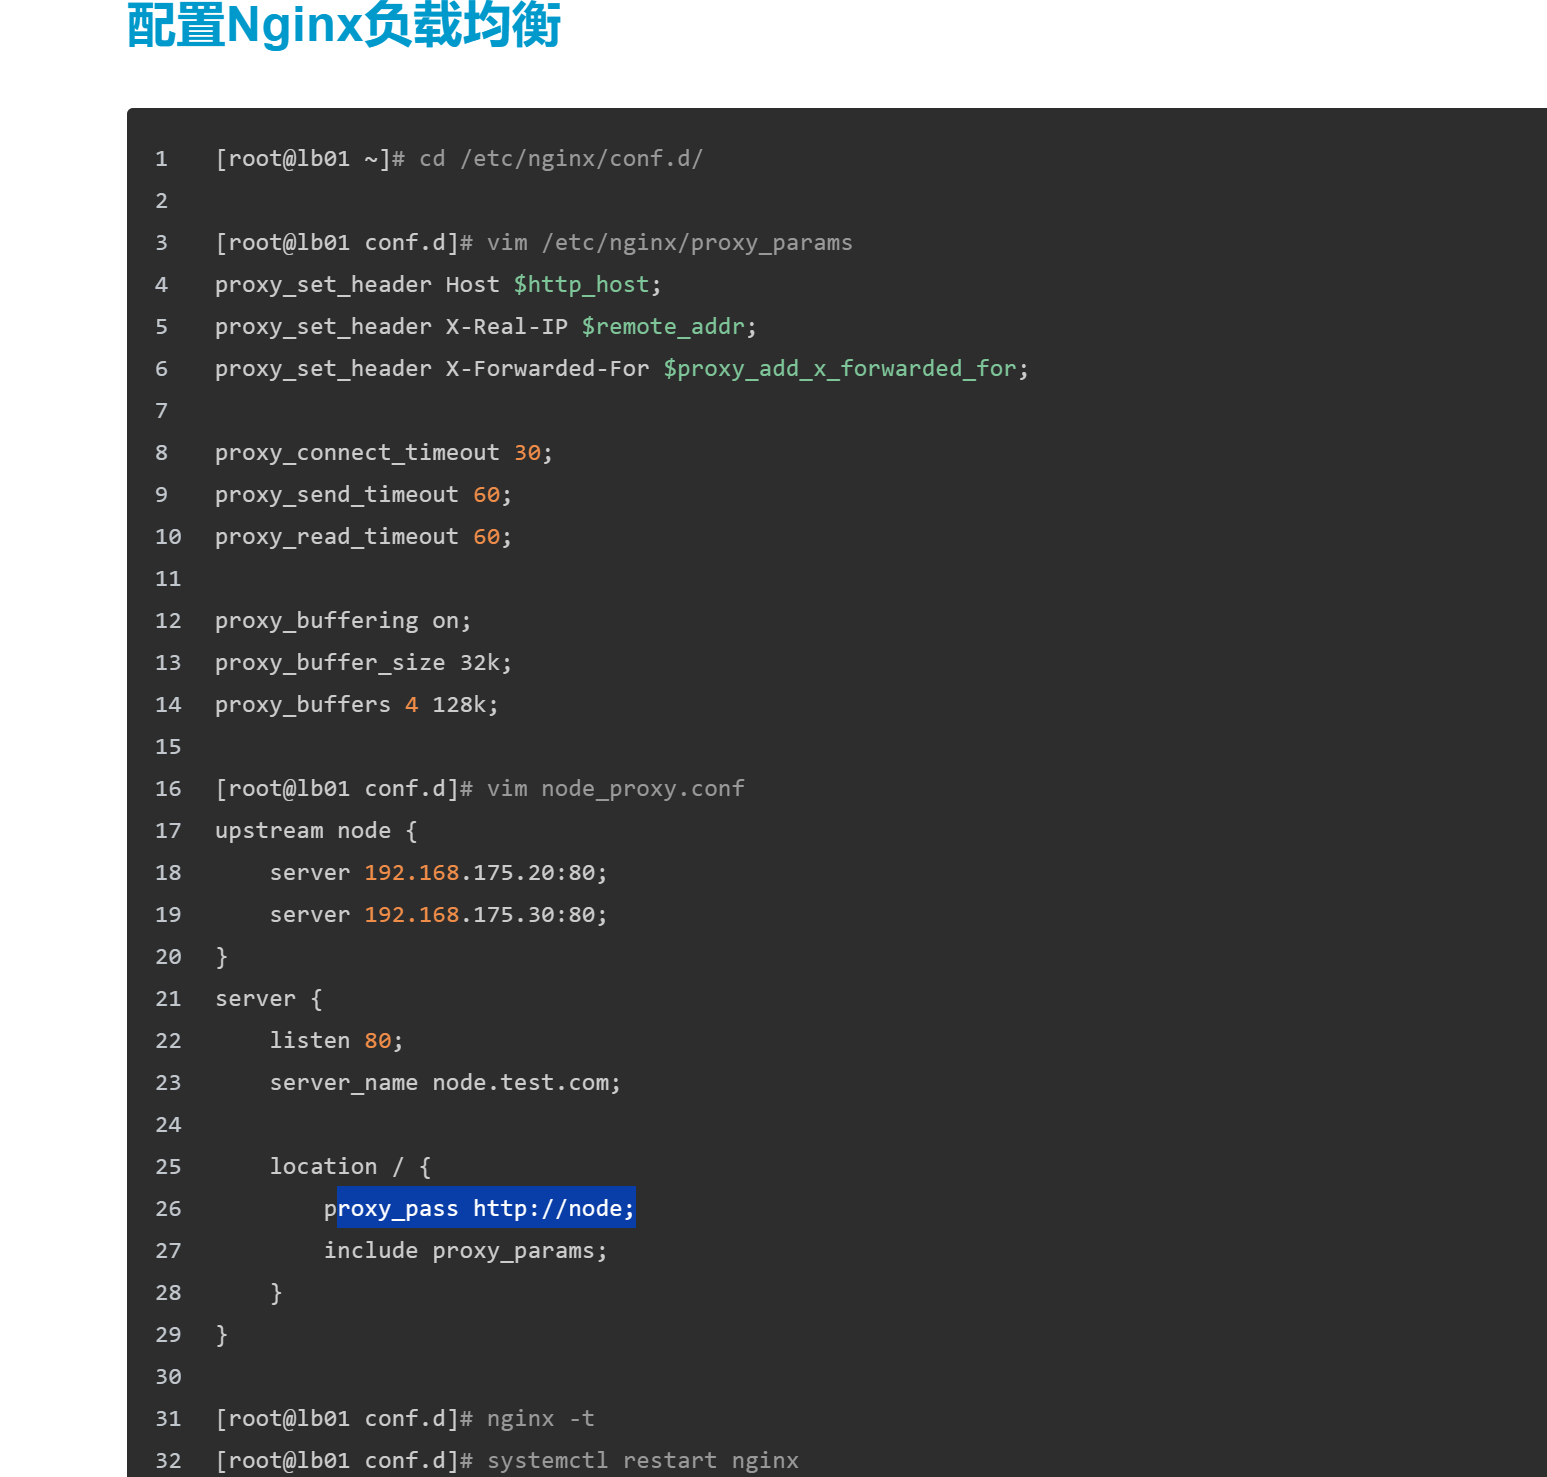 配置Nginx负载均衡
1 [root@lb01 ~]# cd /etc/nginx/conf.d/
2
3 [root@lb01 conf.d]# vim /etc/nginx/proxy_params
4 proxy_set_header Host $http_host;
5 proxy_set_header X-Real-IP $remote_addr;
6 proxy_set_header X-Forwarded-For $proxy_add_x_forwarded_for;
7
8 proxy_connect_timeout 30;
9 proxy_send_timeout 60;
10 proxy_read_timeout 60;
11
12 proxy_buffering on;
13 proxy_buffer_size 32k;
14 proxy_buffers 4 128k;
15
16 [root@lb01 conf.d]# vim node_proxy.conf
17 upstream node {
18     server 192.168.175.20:80;
19     server 192.168.175.30:80;
20 }
21 server {
22     listen 80;
23     server_name node.test.com;
24
25     location / {
26         proxy_pass http://node;
27         include proxy_params;
28     }
29 }
30
31 [root@lb01 conf.d]# nginx -t
32 [root@lb01 conf.d]# systemctl restart nginx